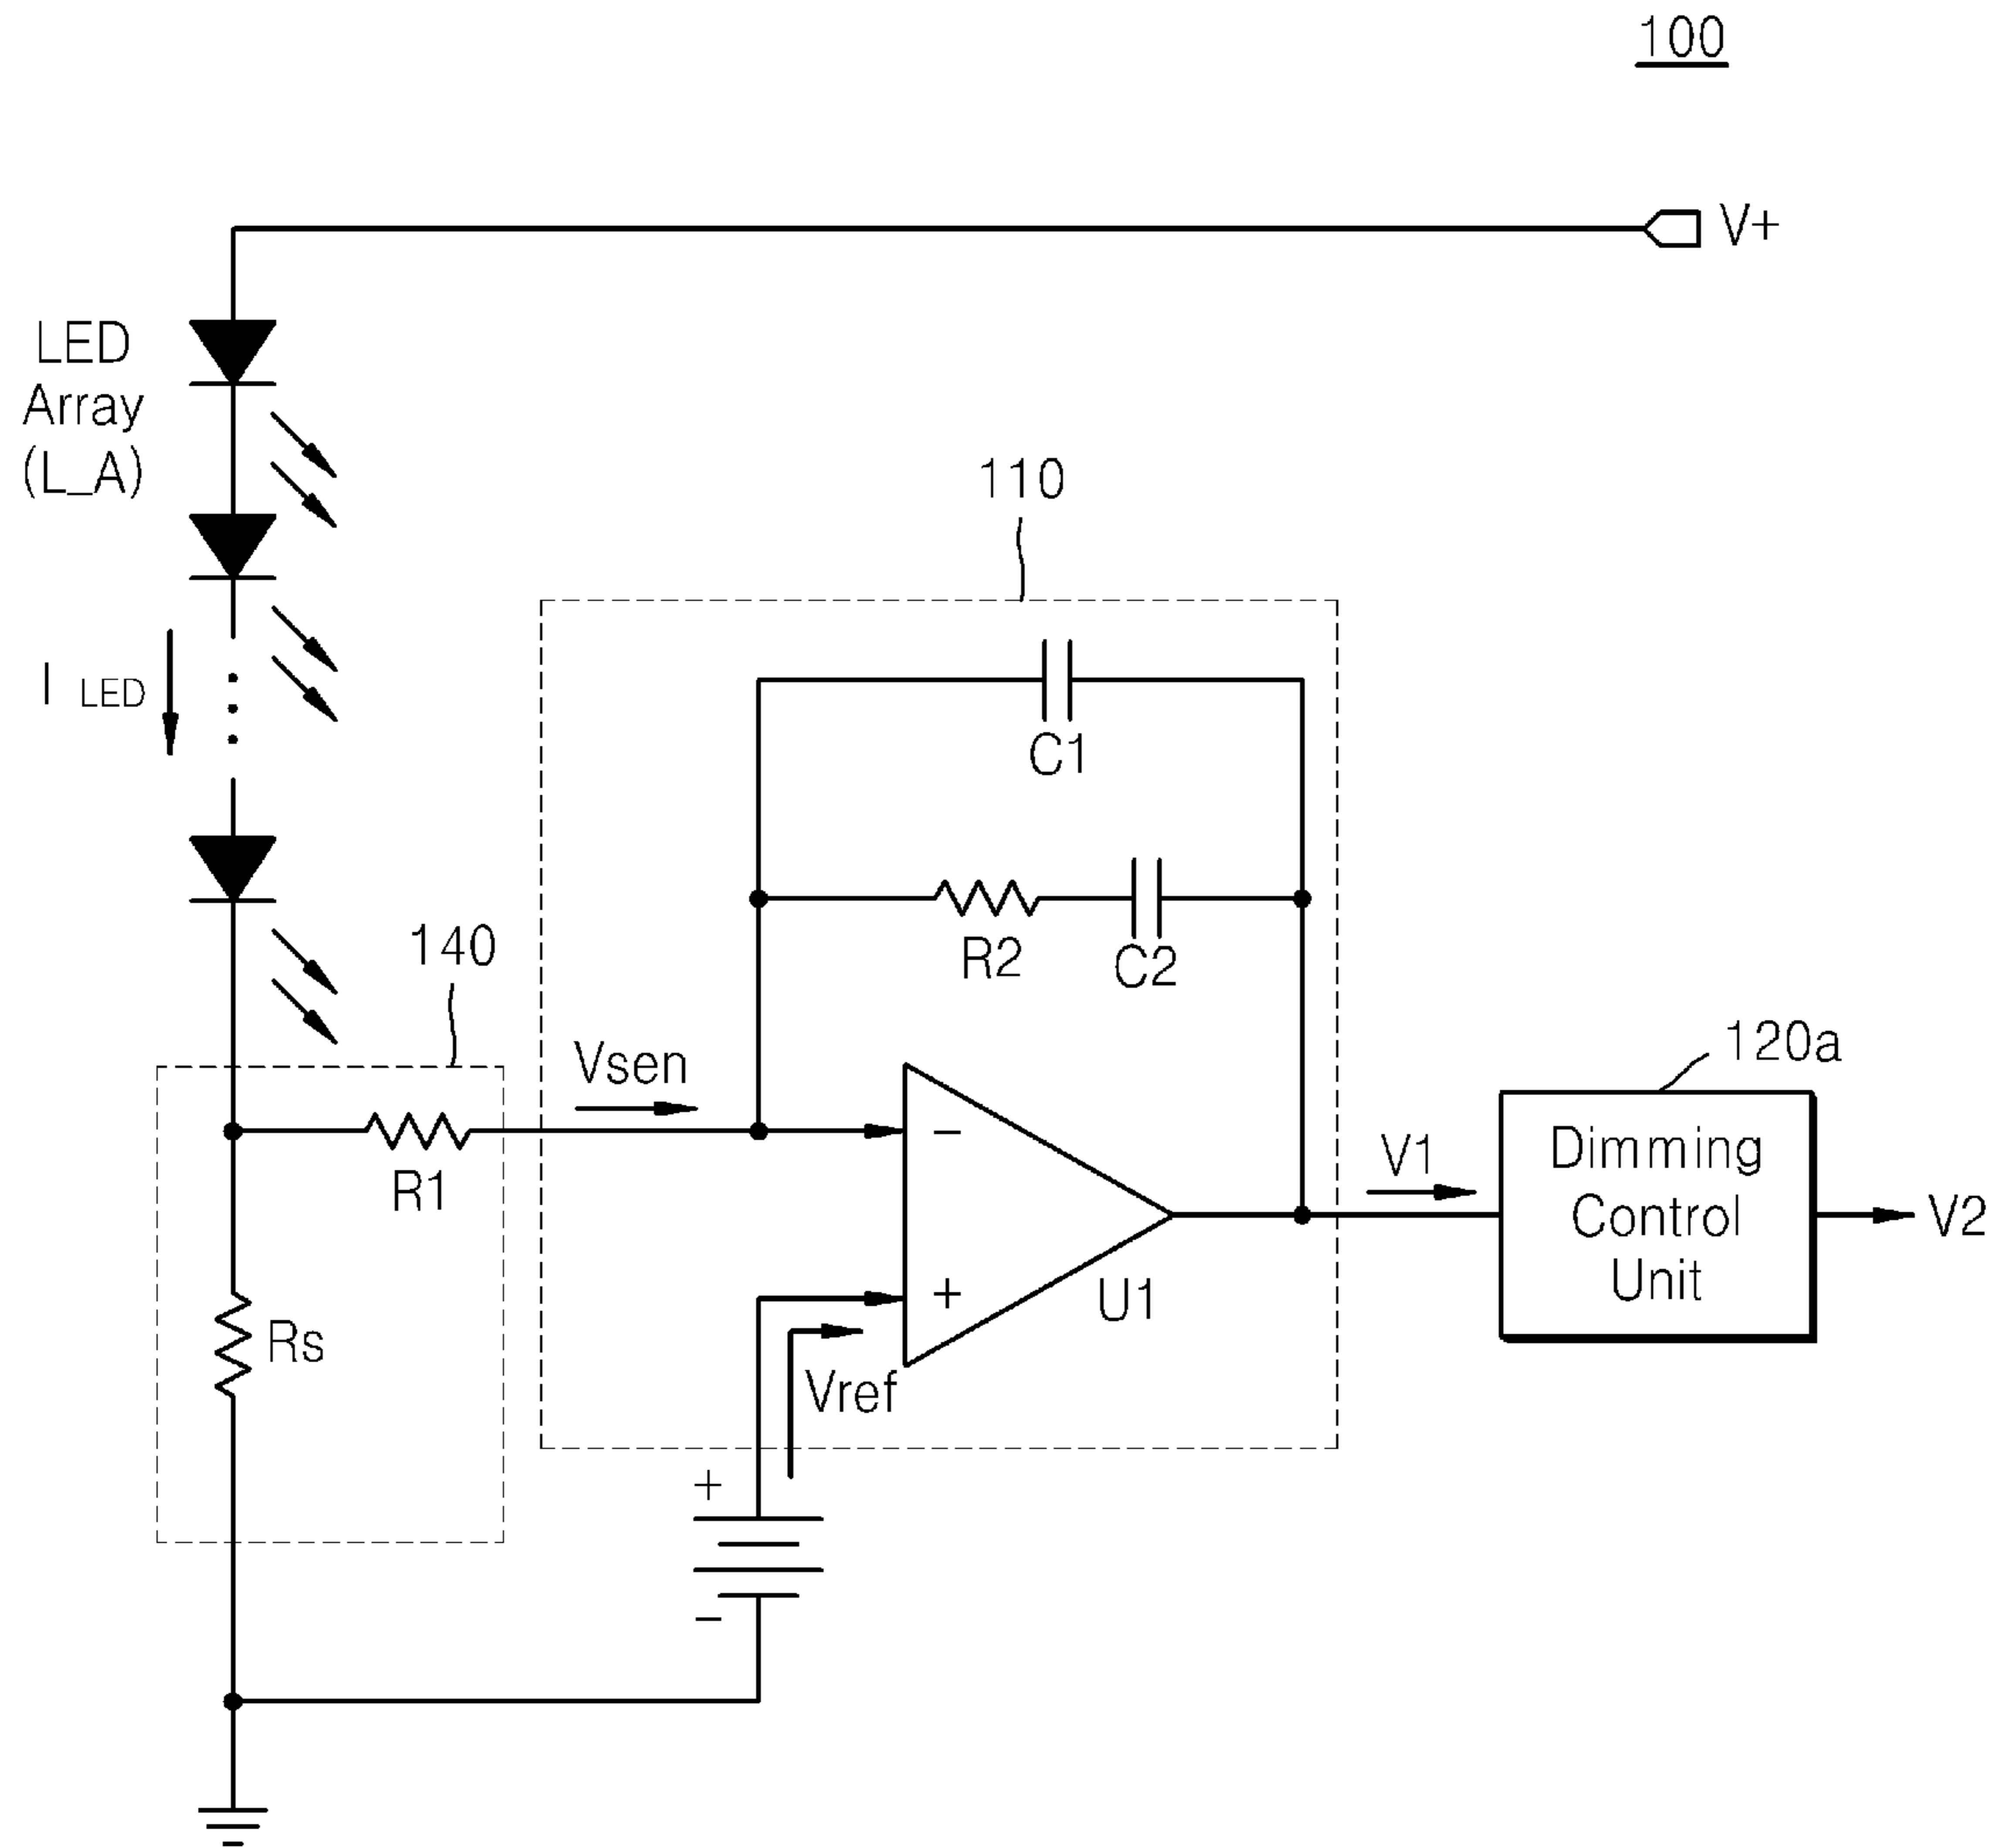 100
V+
LED
Array
(L_A)
110
I LED
C1
R2
C2
140
120a
Vsen
−
R1
V1
Dimming
Control
Unit
V2
+
U1
Rs
Vref
+
−